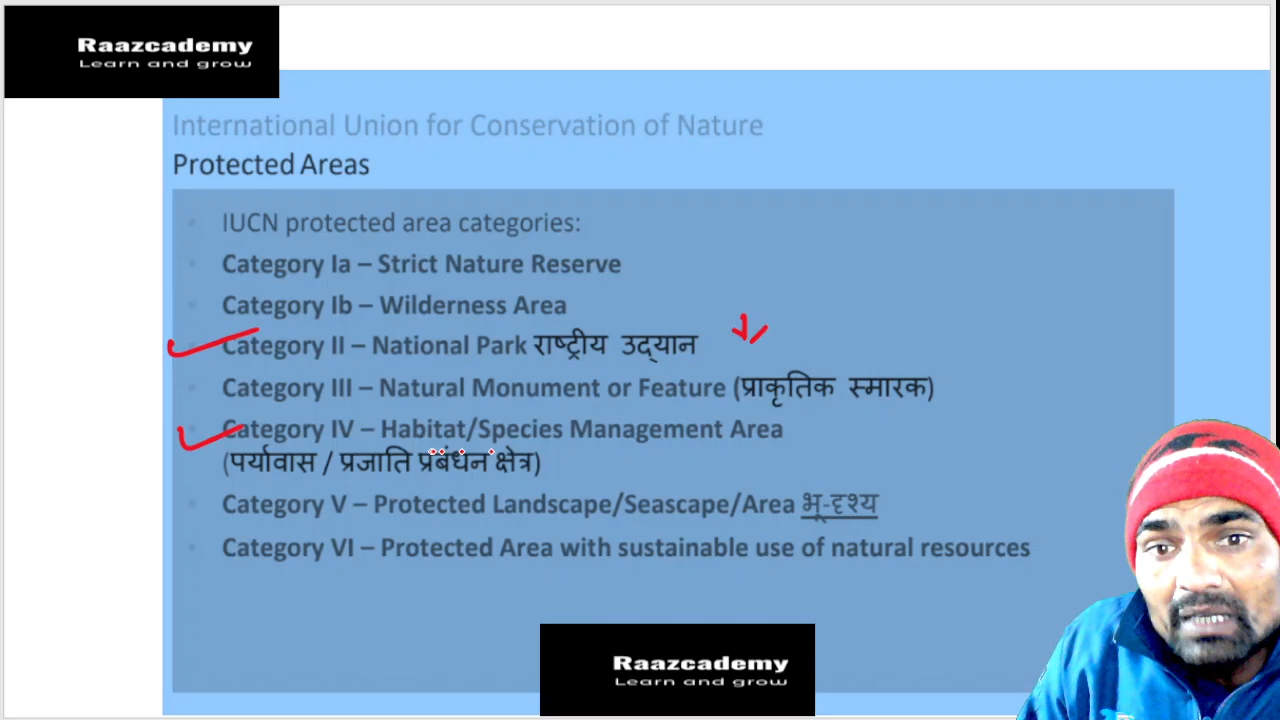 Raazcademy
Learn and grow
International Union for Conservation of Nature
Protected Areas
IUCN protected area categories:
Category Ia – Strict Nature Reserve
Category Ib – Wilderness Area
Category II – National Park राष्ट्रीय उद्यान
Category III – Natural Monument or Feature (प्राकृतिक स्मारक)
Category IV – Habitat/Species Management Area
(पर्यावास / प्रजाति प्रबंधन क्षेत्र)
Category V – Protected Landscape/Seascape/Area भू-दृश्य
Category VI – Protected Area with sustainable use of natural resources
Raazcademy
Learn and grow